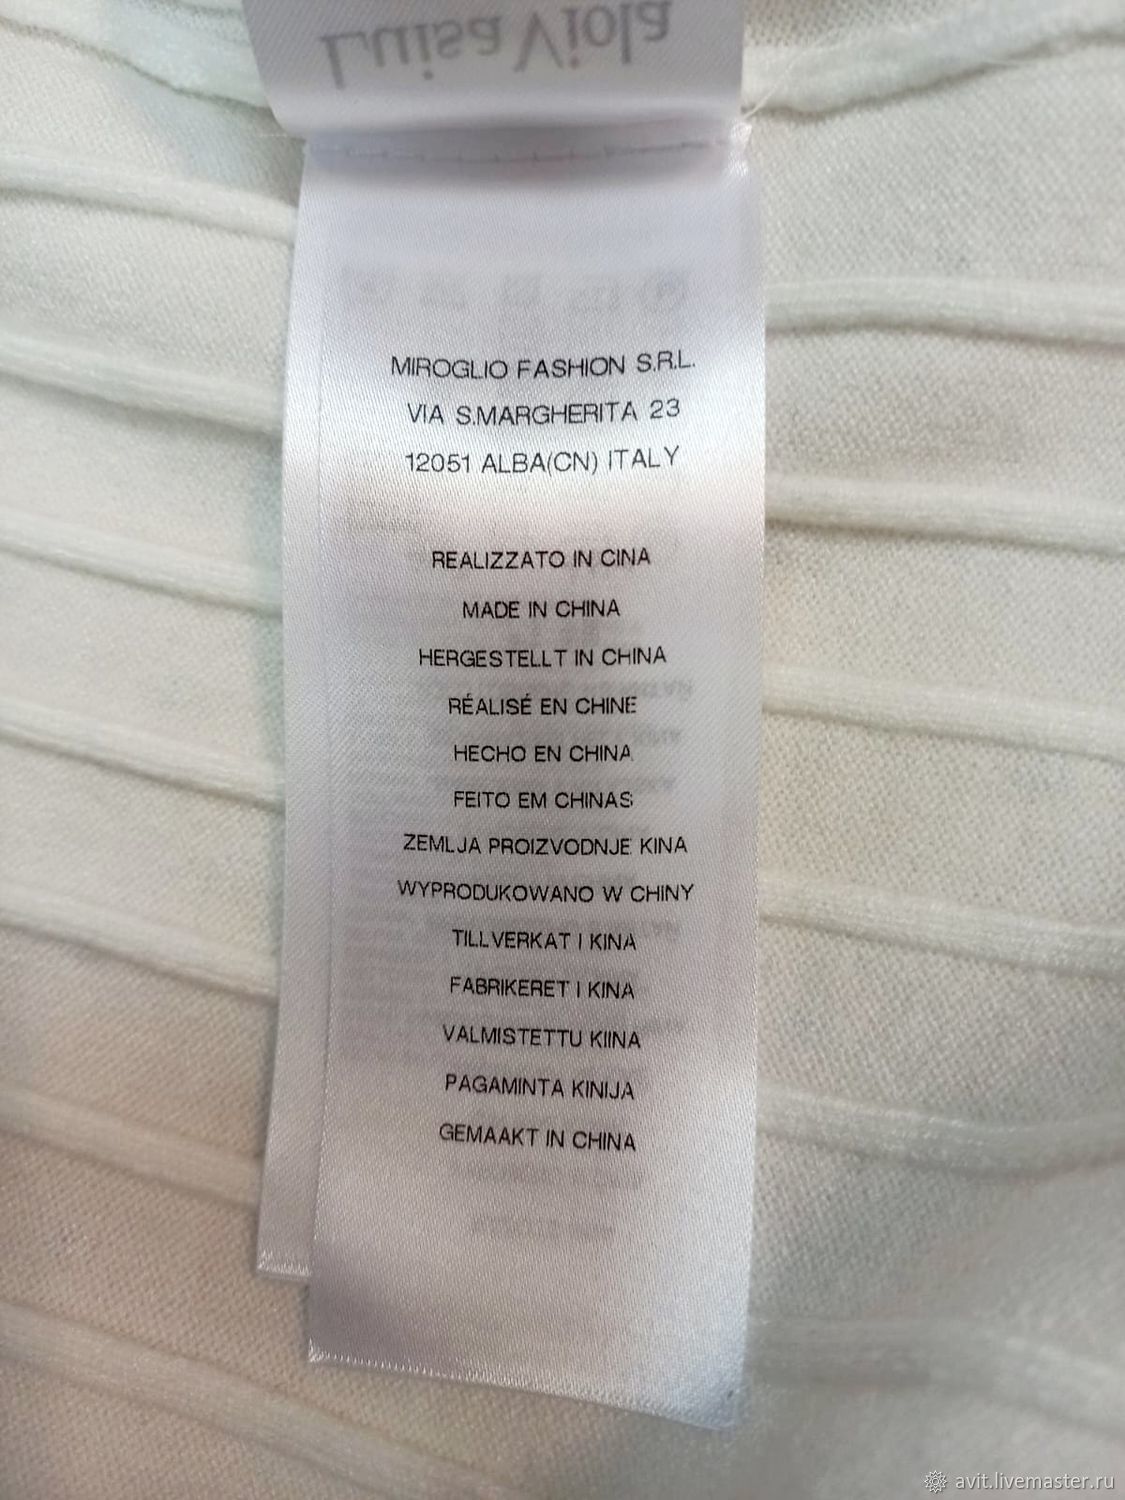 Luisa Viola
MIROGLIO FASHION S.R.L.
VIA S.MARGHERITA 23
12051 ALBA(CN) ITALY
REALIZZATO IN CINA
MADE IN CHINA
HERGESTELLT IN CHINA
RÉALISÉ EN CHINE
HECHO EN CHINA
FEITO EM CHINAS
ZEMLJA PROIZVODNJE KINA
WYPRODUKOWANO W CHINY
TILLVERKAT I KINA
FABRIKERET I KINA
VALMISTETTU KIINA
PAGAMINTA KINIJA
GEMAAKT IN CHINA
avit.livemaster.ru